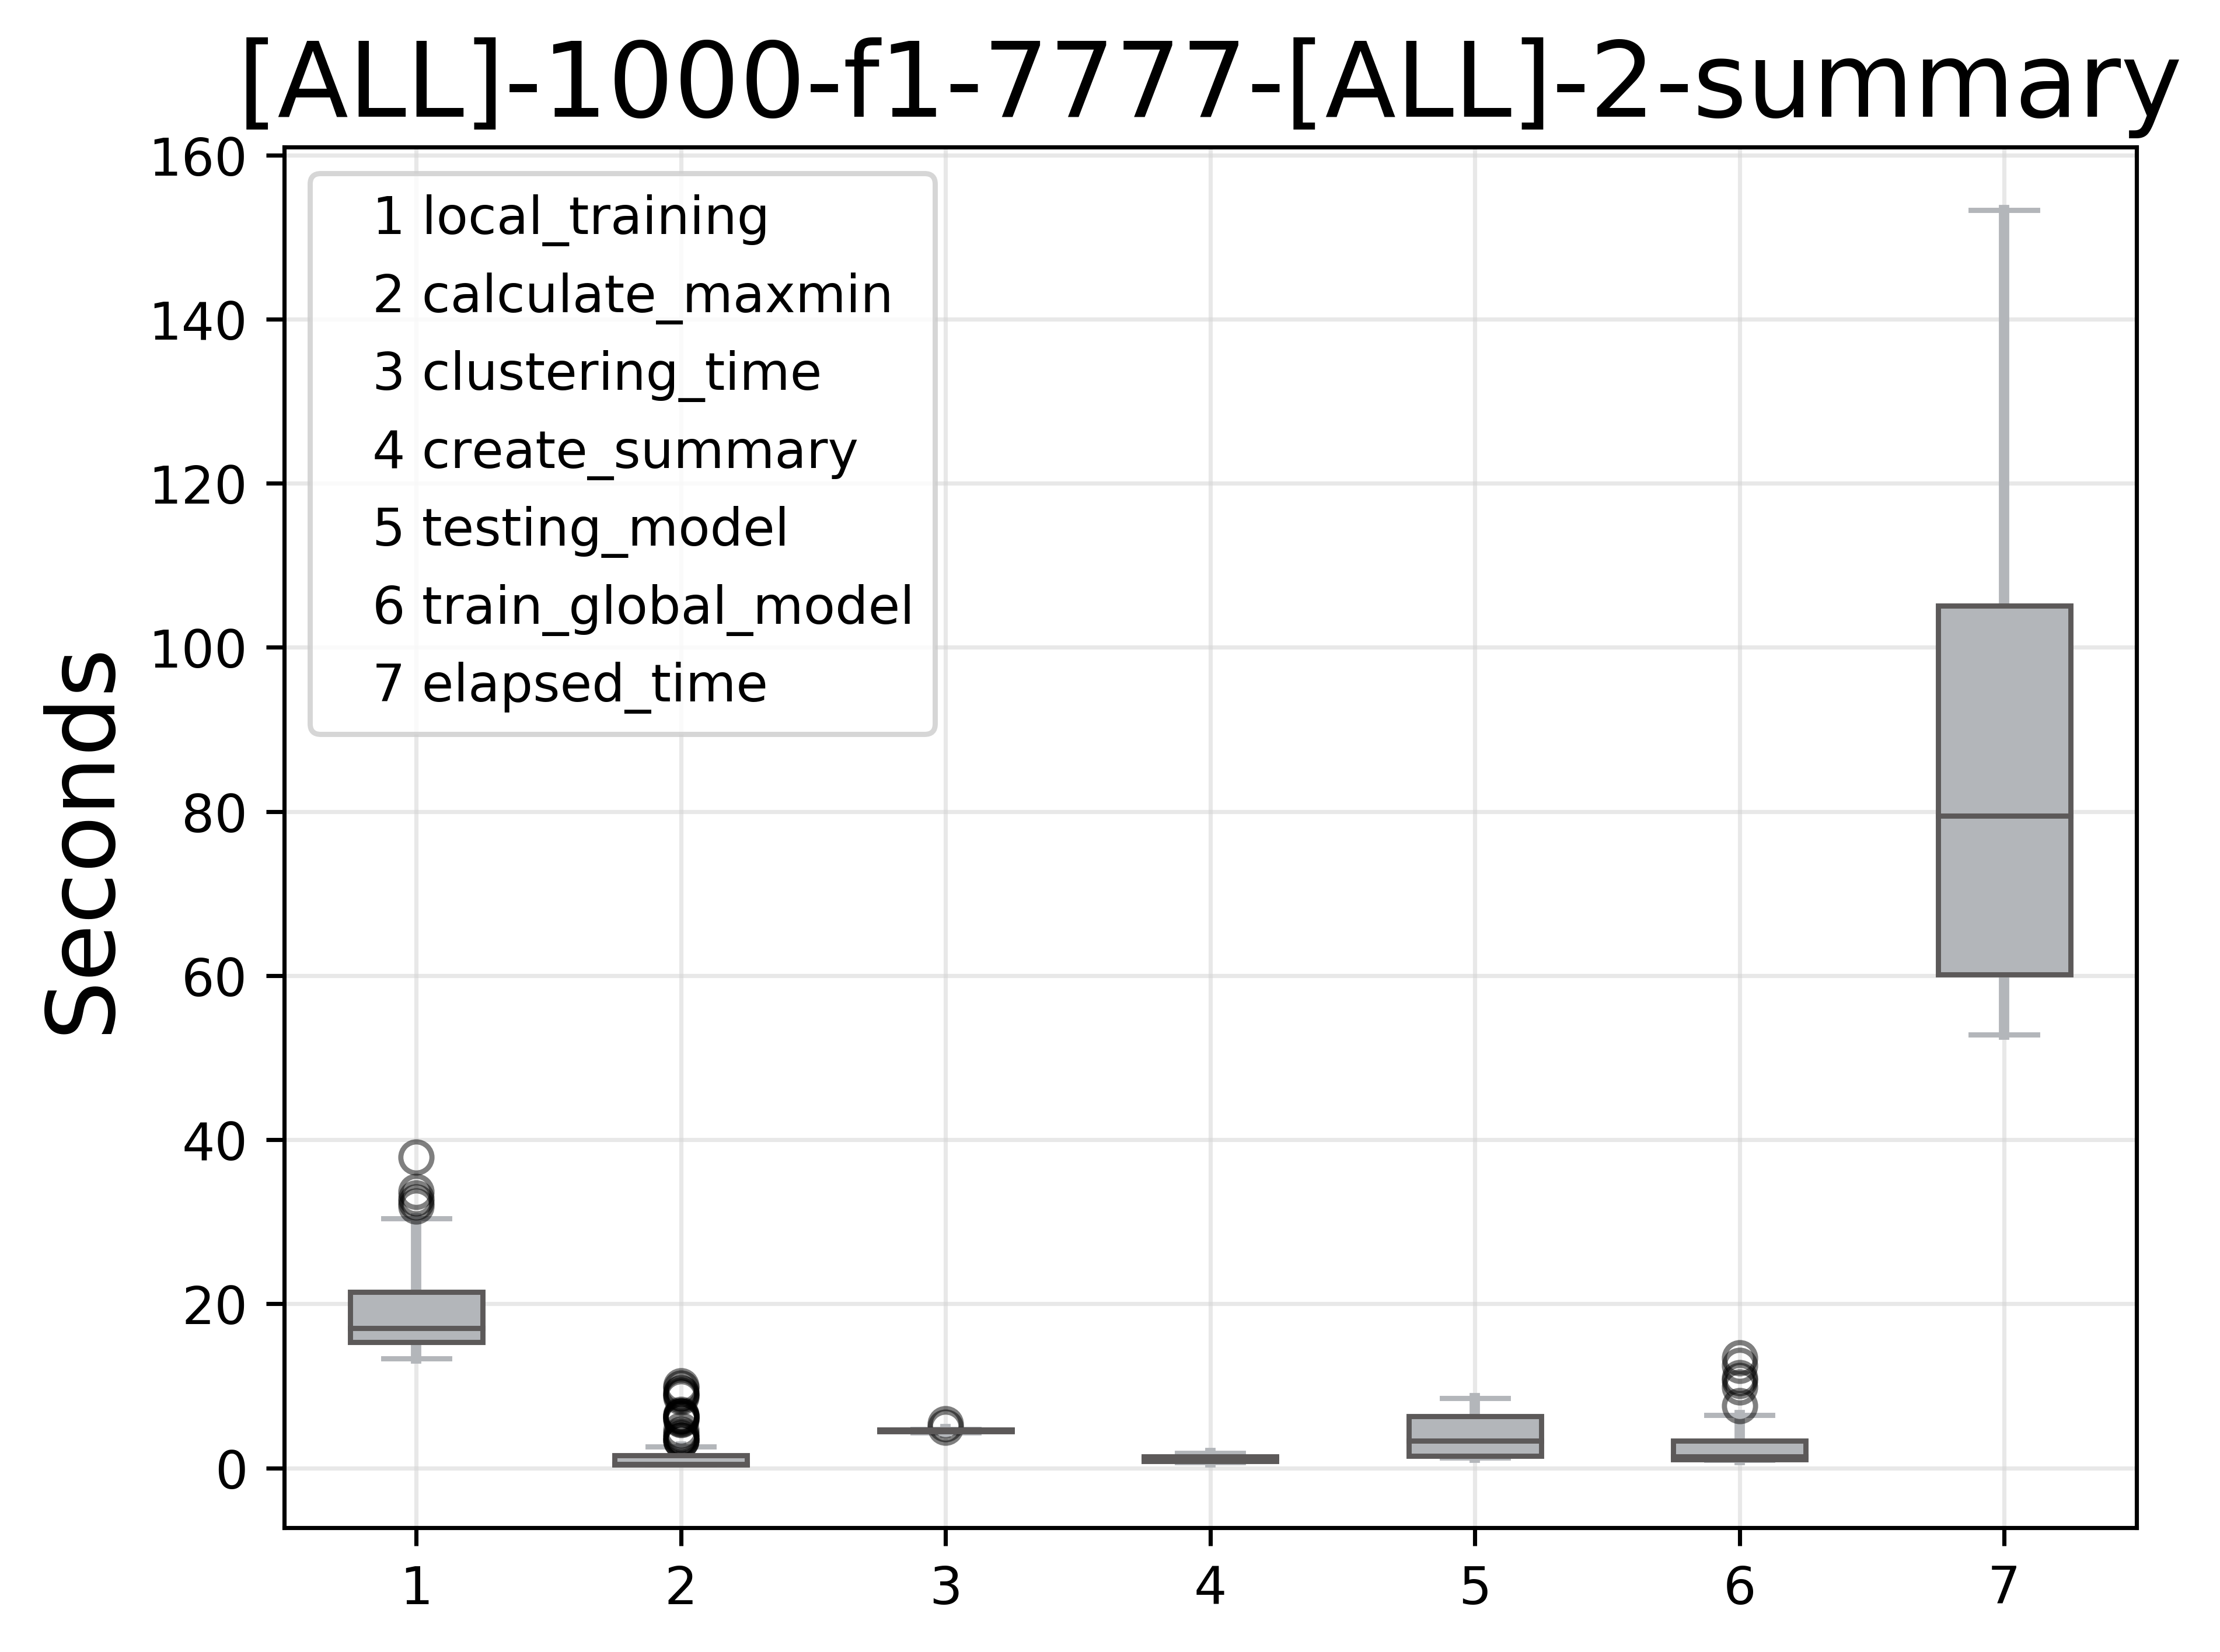 [ALL]-1000-f1-7777-[ALL]-2-summary
160
140
120
100
80
60
40
20
0
Seconds
1 local_training
2 calculate_maxmin
3 clustering_time
4 create_summary
5 testing_model
6 train_global_model
7 elapsed_time
1 2 3 4 5 6 7